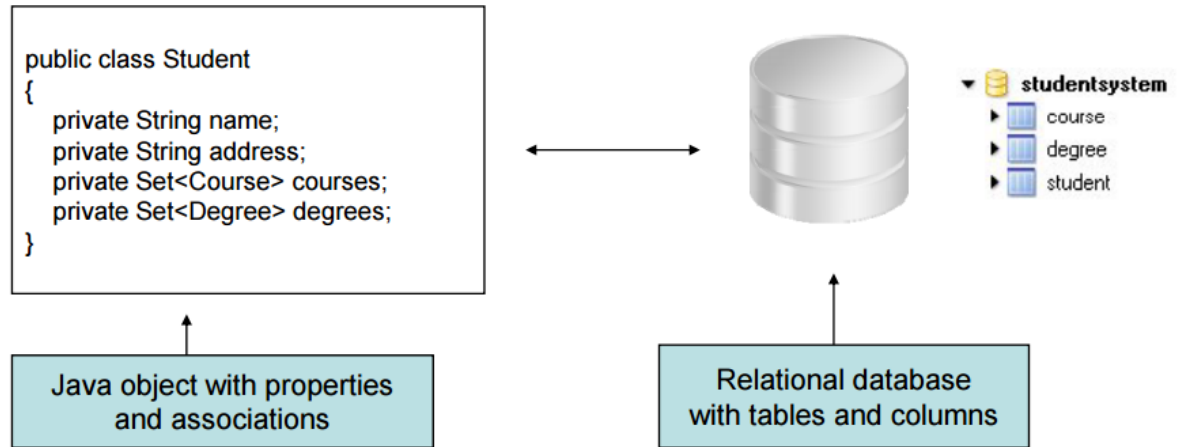 public class Student
{
private String name;
private String address;
private Set<Course> courses;
private Set<Degree> degrees;
}
studentsystem
course
degree
student
Java object with properties
and associations
Relational database
with tables and columns